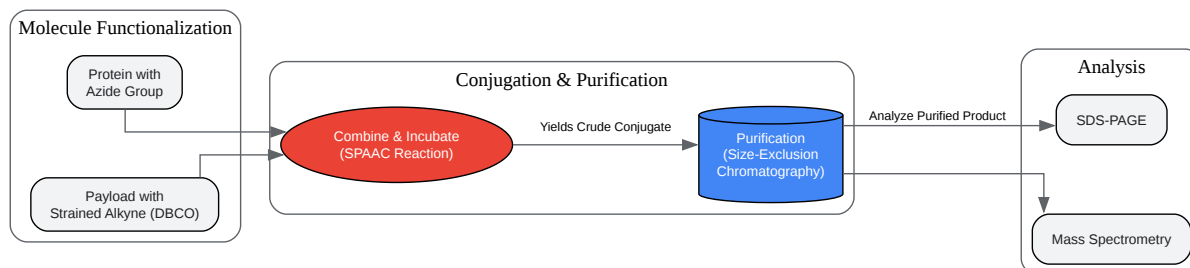 Molecule Functionalization
Protein with
Azide Group
Payload with
Strained Alkyne (DBCO)
Conjugation & Purification
Combine & Incubate
(SPAAC Reaction)
Yields Crude Conjugate
Purification
(Size-Exclusion
Chromatography)
Analyze Purified Product
Analysis
SDS-PAGE
Mass Spectrometry